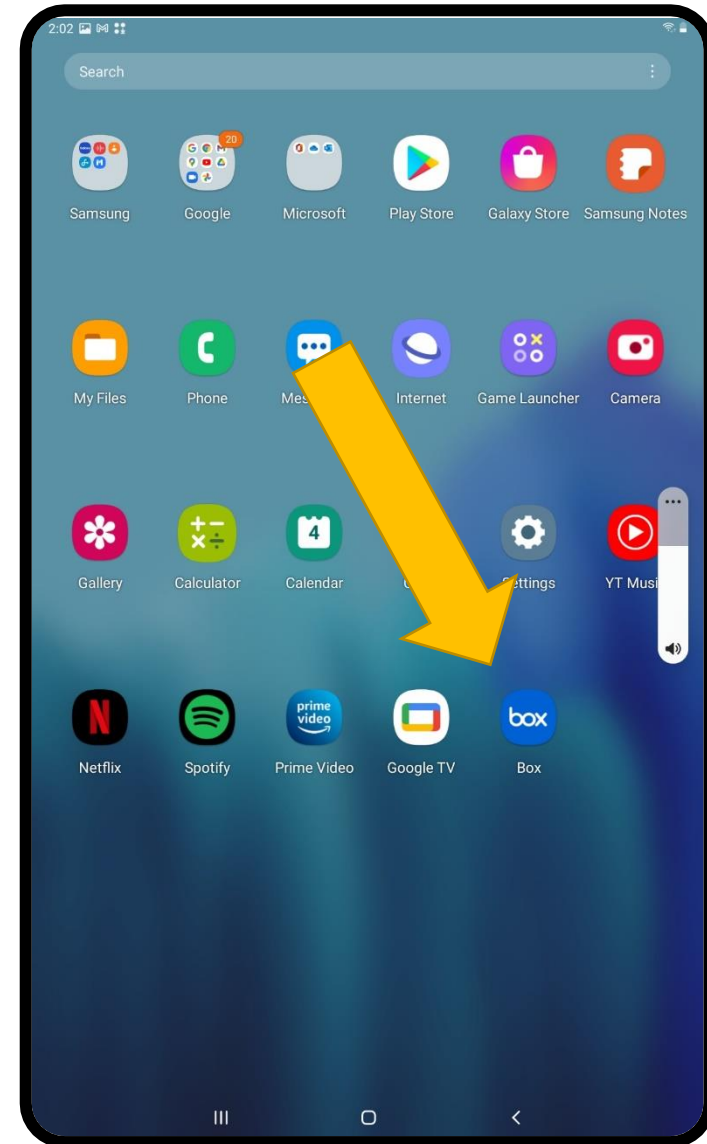 2:02
Search
20
Samsung Google Microsoft Play Store Galaxy Store Samsung Notes
My Files Phone Internet Game Launcher Camera
4
Gallery Calculator Calendar YT Musi
prime
video
box
Netflix Spotify Prime Video Google TV Box